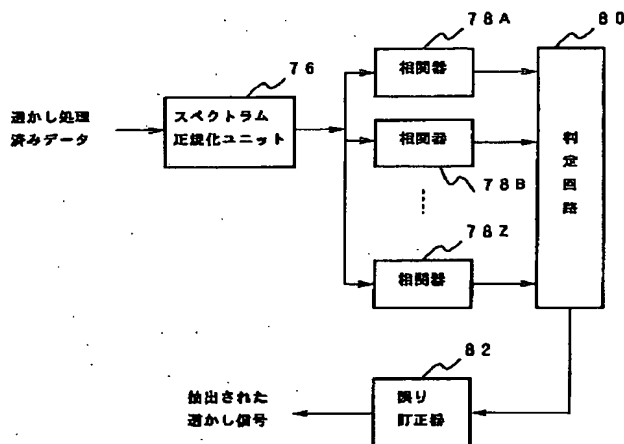 78A
80
76
相関器
透かし処理
済みデータ
スペクトラム
正規化ユニット
相関器
判定回路
78B
78Z
相関器
82
抽出された
透かし信号
誤り
訂正器